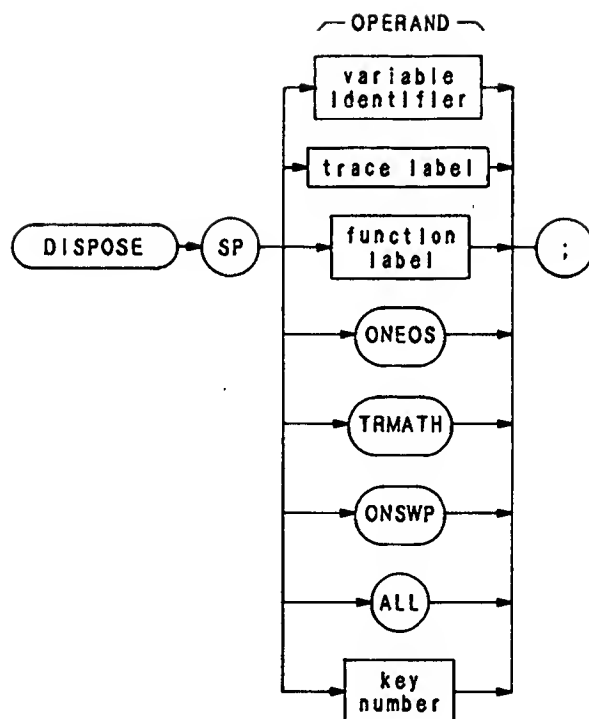 OPERAND
variable
identifier
trace label
DISPOSE
SP
function
label
;
ONEOS
TRMATH
ONSWP
ALL
key
number